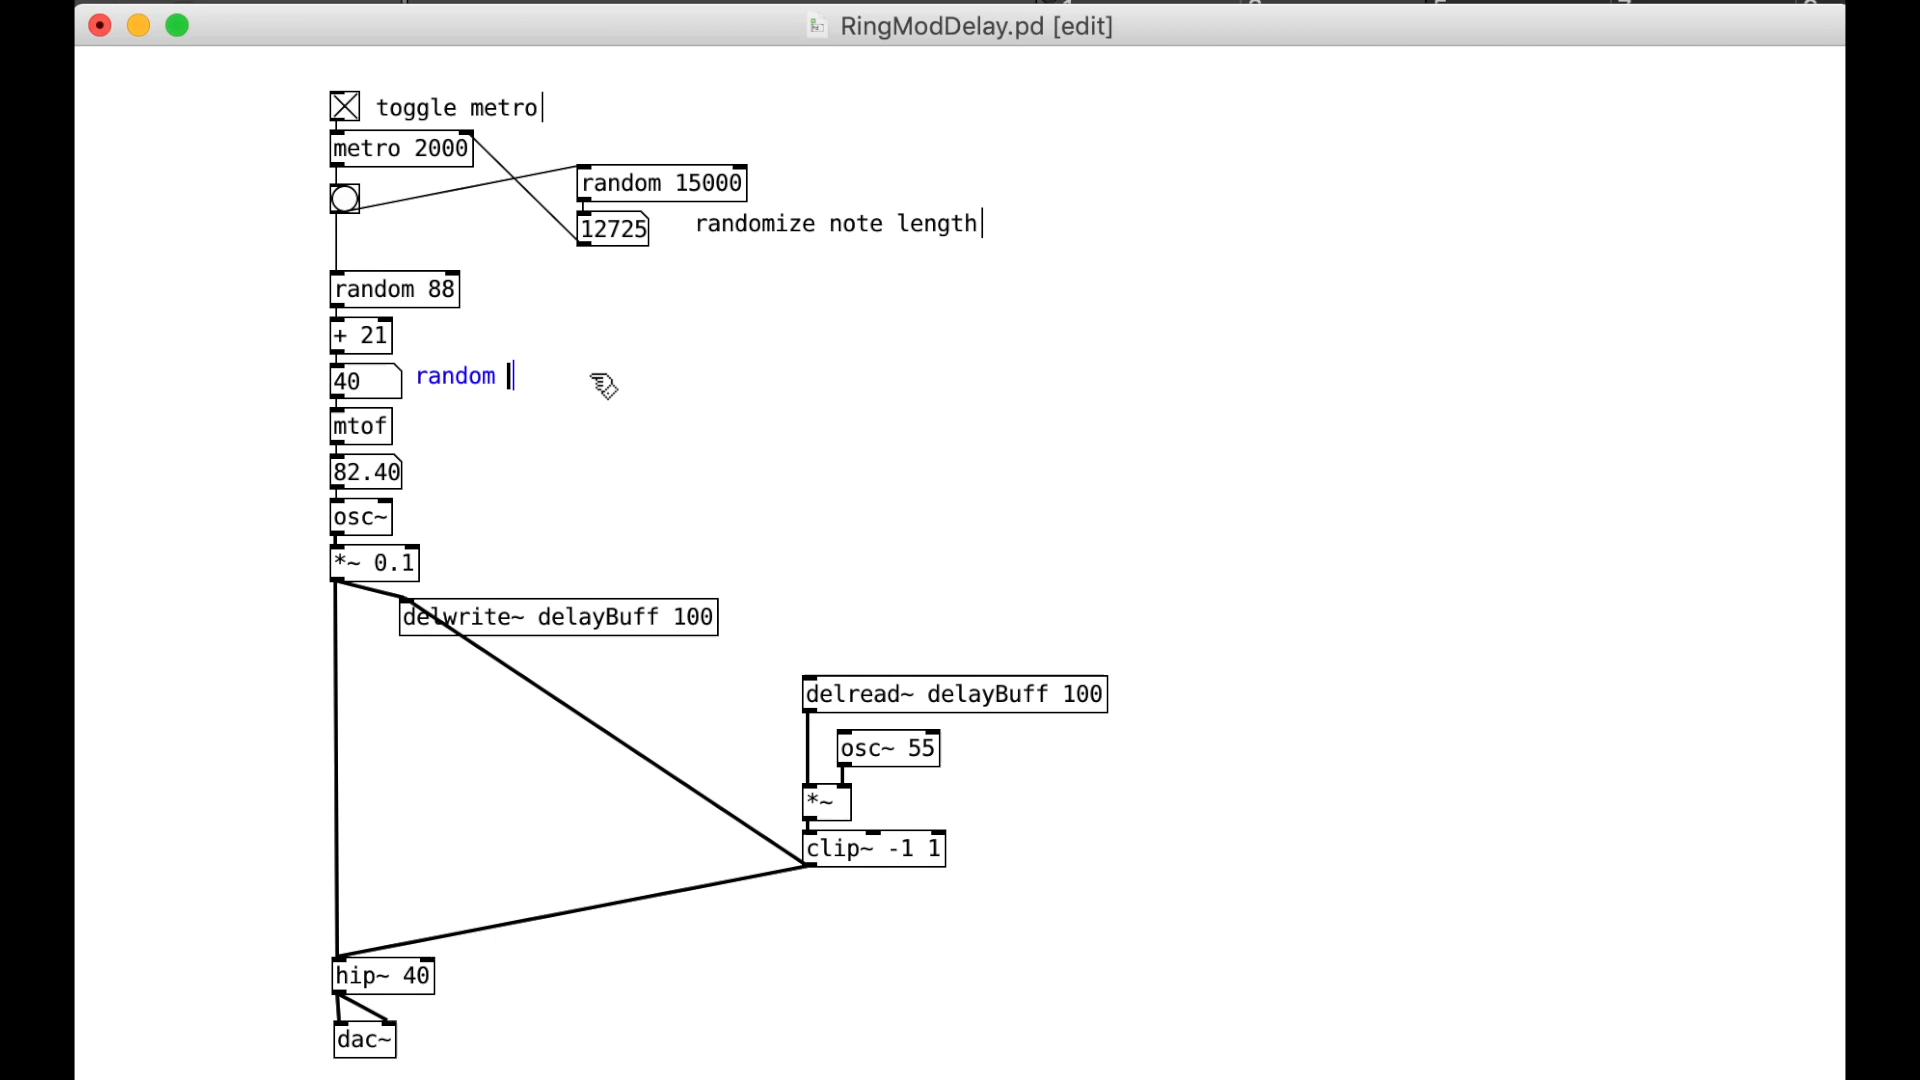 RingModDelay.pd [edit]
toggle metro
metro 2000
random 15000
12725
randomize note length
random 88
+ 21
40
random
mtof
82.40
osc~
*~ 0.1
delwrite~ delayBuff 100
delread~ delayBuff 100
osc~ 55
*~
clip~ -1 1
hip~ 40
dac~